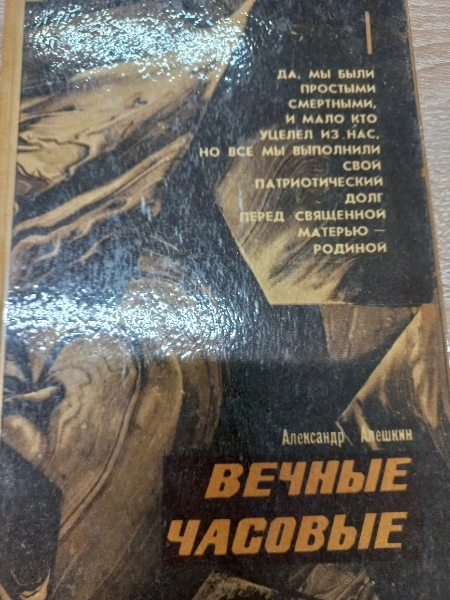 ДА, МЫ БЫЛИ
ПРОСТЫМИ
СМЕРТНЫМИ,
И МАЛО КТО
УЦЕЛЕЛ ИЗ НАС,
НО ВСЕ МЫ ВЫПОЛНИЛИ
СВОЙ
ПАТРИОТИЧЕСКИЙ
ДОЛГ
ПЕРЕД СВЯЩЕННОЙ
МАТЕРЬЮ —
РОДИНОЙ
Александр Алешкин
ВЕЧНЫЕ
ЧАСОВЫЕ